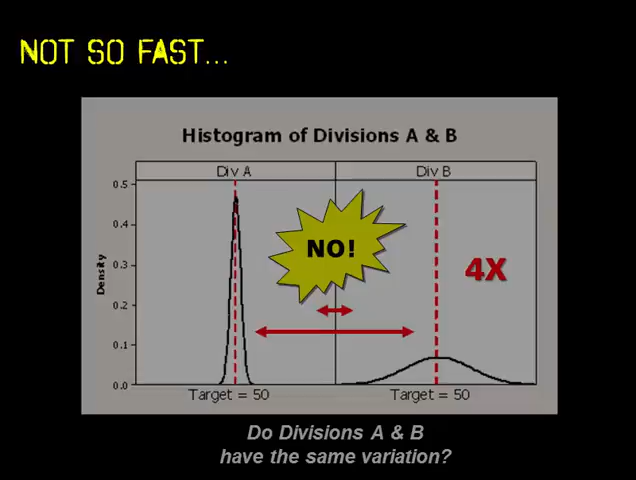 NOT SO FAST...
Histogram of Divisions A & B
Div A
Div B
0.5
0.4
0.3
0.2
0.1
0.0
Density
NO!
4X
Target = 50
Target = 50
Do Divisions A & B
have the same variation?